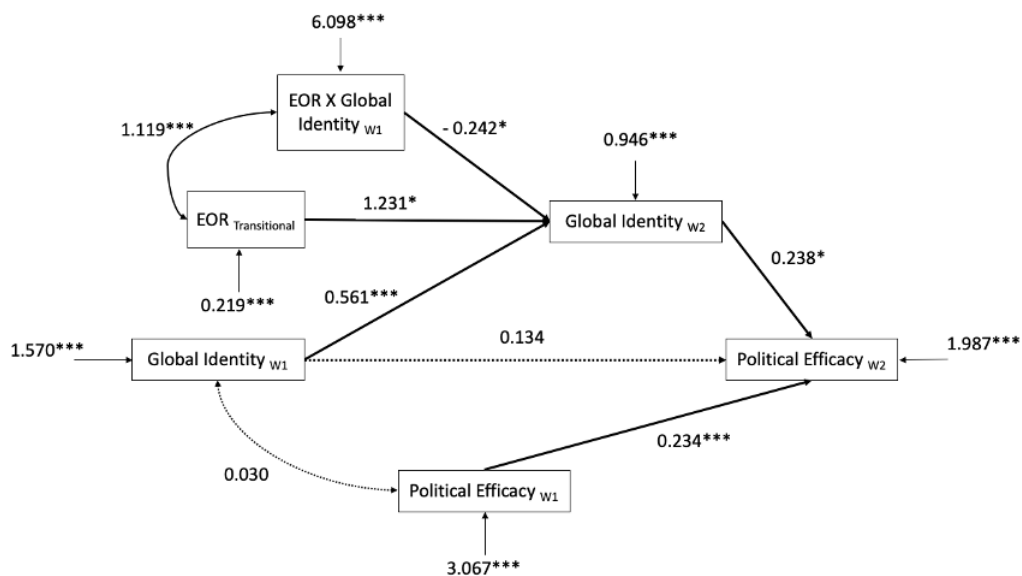 6.098***
EOR X Global
Identity W1
1.119***
- 0.242*
0.946***
EOR Transitional
1.231*
Global Identity W2
0.238*
0.219***
0.561***
1.570***
Global Identity W1
0.134
Political Efficacy W2
1.987***
0.234***
0.030
Political Efficacy W1
3.067***